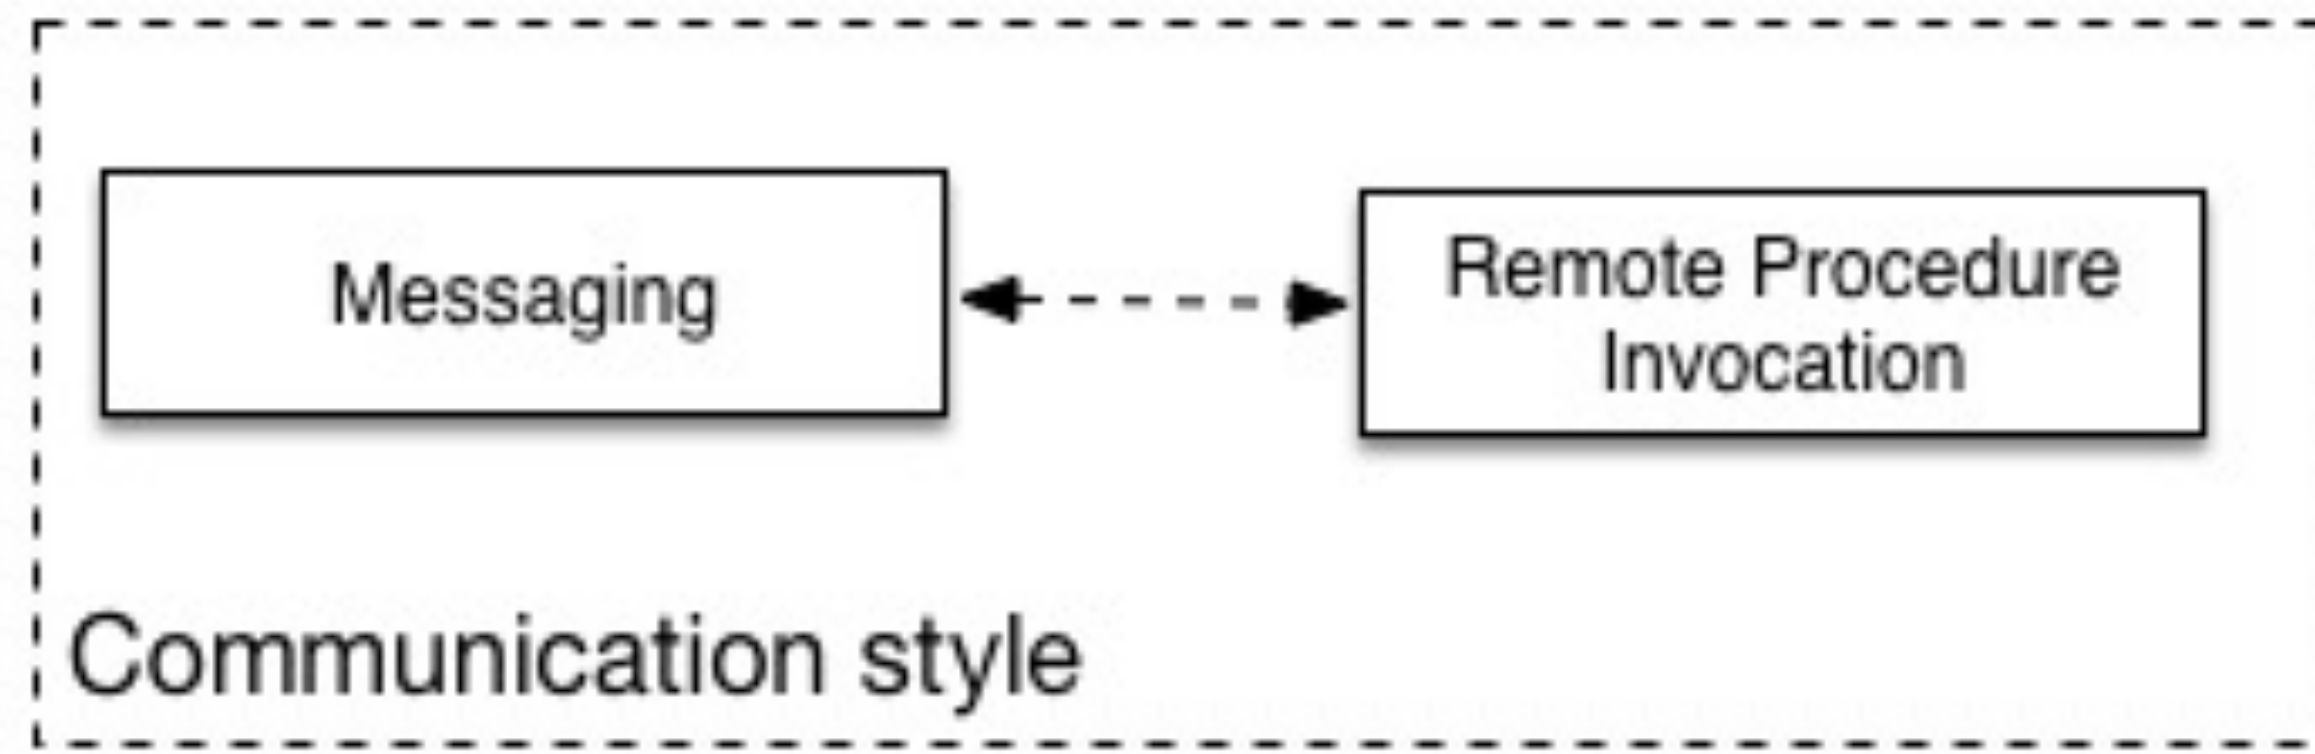 Messaging
Remote Procedure
Invocation
Communication style